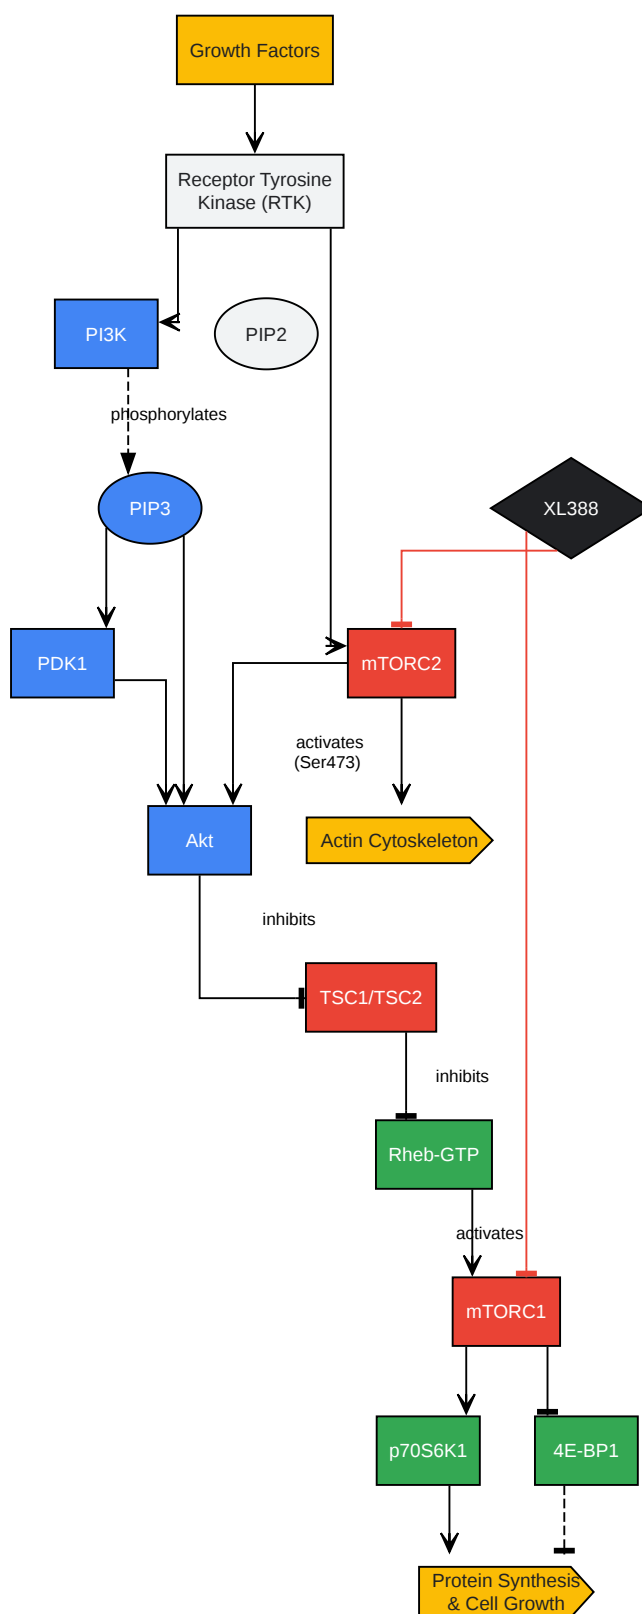 Growth Factors
Receptor Tyrosine
Kinase (RTK)
PI3K
PIP2
phosphorylates
PIP3
XL388
PDK1
mTORC2
activates
(Ser473)
Akt
Actin Cytoskeleton
inhibits
TSC1/TSC2
inhibits
Rheb-GTP
activates
mTORC1
p70S6K1
4E-BP1
Protein Synthesis
& Cell Growth